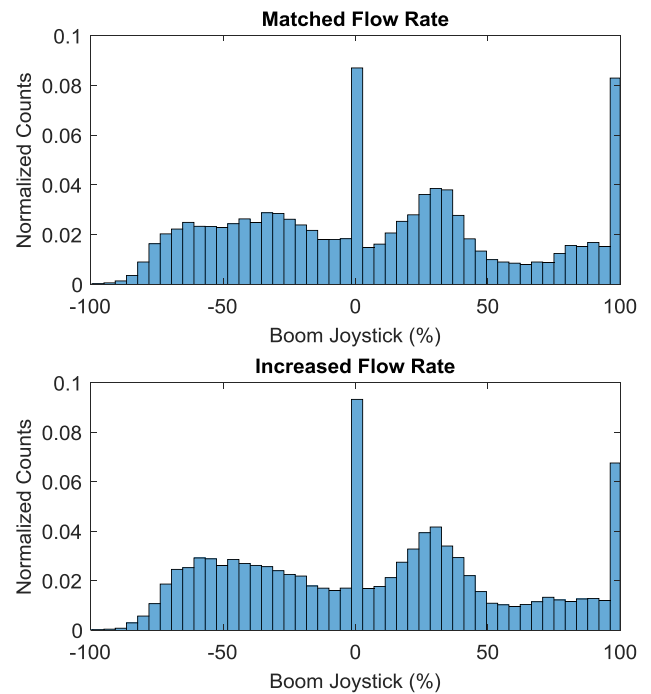 Matched Flow Rate
0.1
0.08
0.06
0.04
0.02
0
Normalized Counts
-100 -50 0 50 100
Boom Joystick (%)
Increased Flow Rate
0.1
0.08
0.06
0.04
0.02
0
Normalized Counts
-100 -50 0 50 100
Boom Joystick (%)